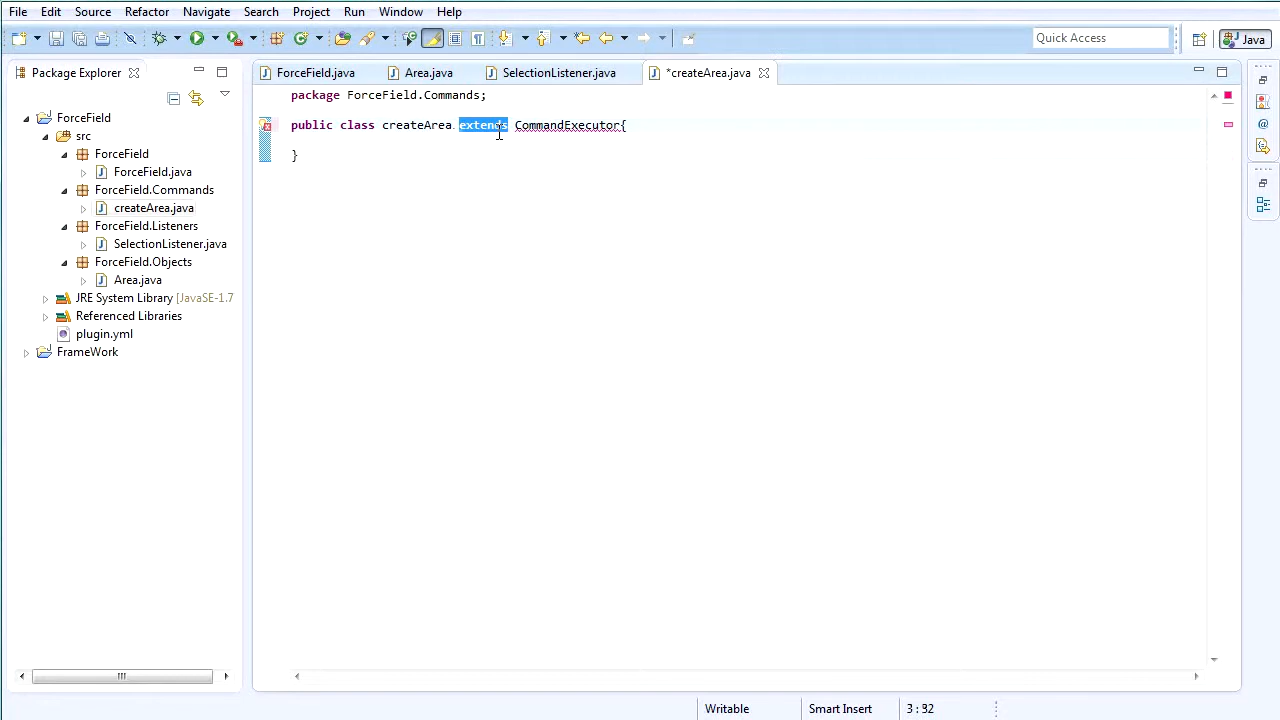 File Edit Source Refactor Navigate Search Project Run Window Help
Quick Access
Java
Package Explorer
ForceField.java Area.java SelectionListener.java *createArea.java
ForceField
src
ForceField
ForceField.java
ForceField.Commands
createArea.java
ForceField.Listeners
SelectionListener.java
ForceField.Objects
Area.java
JRE System Library [JavaSE-1.7
Referenced Libraries
plugin.yml
FrameWork
package ForceField.Commands;
public class createArea extends CommandExecutor{
}
Writable Smart Insert 3 : 32